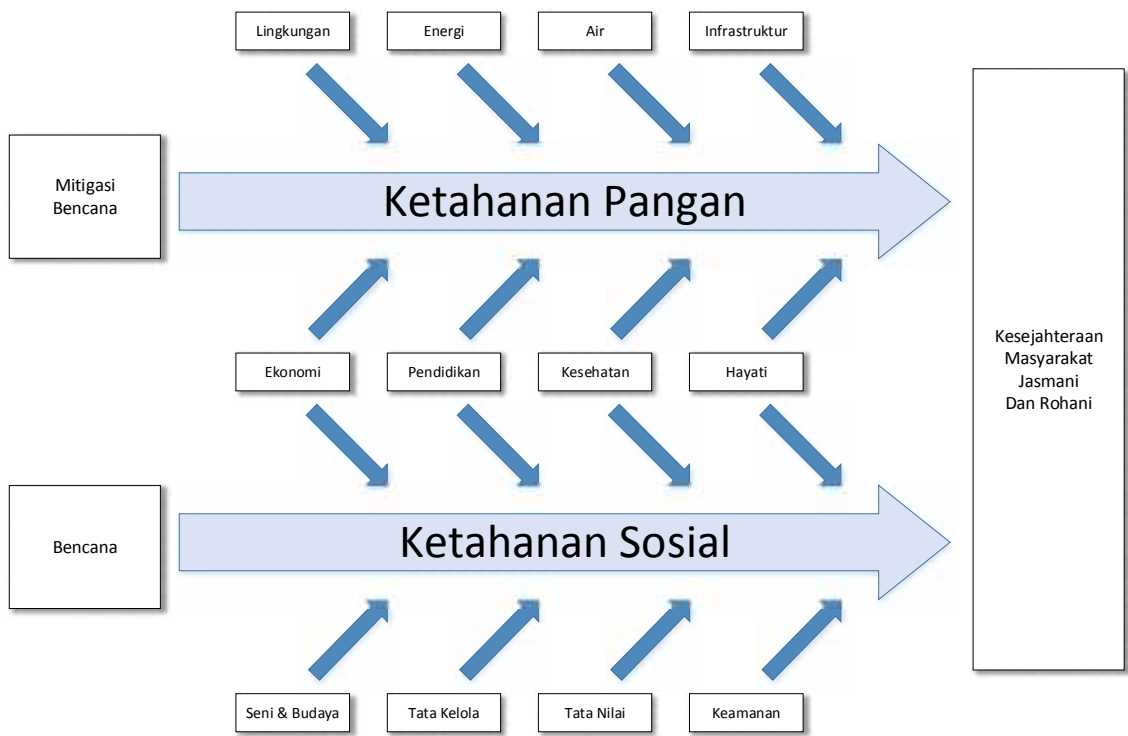 Lingkungan
Energi
Air
Infrastruktur
Mitigasi
Bencana
Ketahanan Pangan
Ekonomi
Pendidikan
Kesehatan
Hayati
Kesejahteraan
Masyarakat
Jasmani
Dan Rohani
Bencana
Ketahanan Sosial
Seni & Budaya
Tata Kelola
Tata Nilai
Keamanan